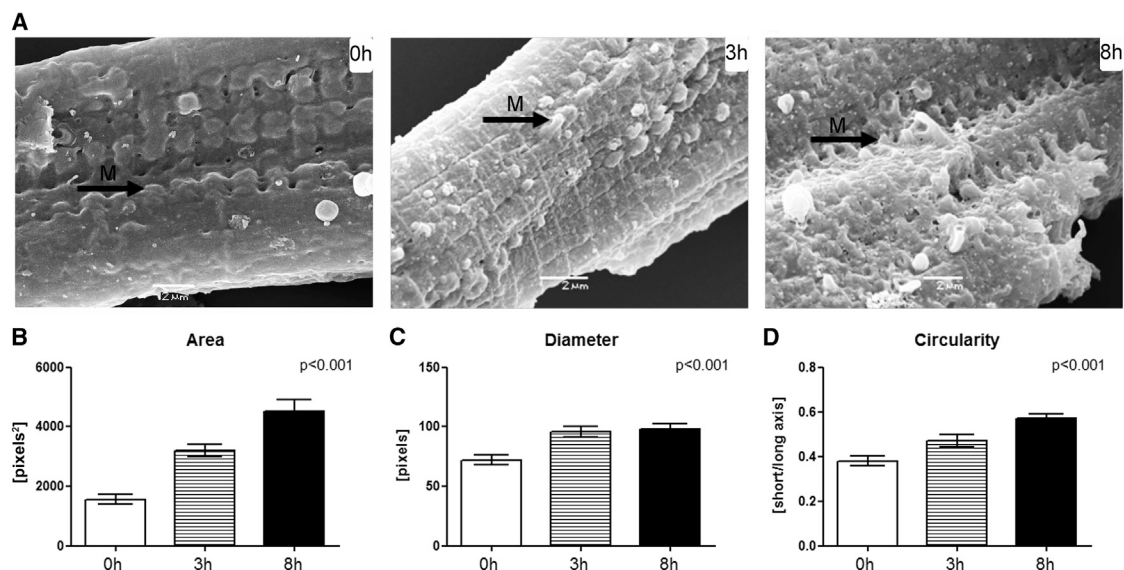 A
0h
3h
8h
M
M
M
2 µm
2 µm
2 µm
B
Area
p<0.001
[pixels²]
6000
4000
2000
0
0h
3h
8h
C
Diameter
p<0.001
[pixels]
150
100
50
0
0h
3h
8h
D
Circularity
p<0.001
[short/long axis]
0.8
0.6
0.4
0.2
0.0
0h
3h
8h